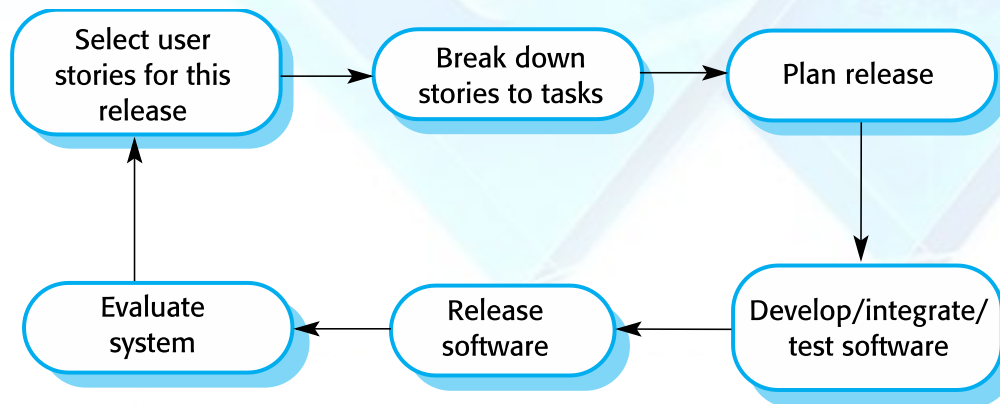 Select user
stories for this
release
Break down
stories to tasks
Plan release
Evaluate
system
Release
software
Develop/integrate/
test software